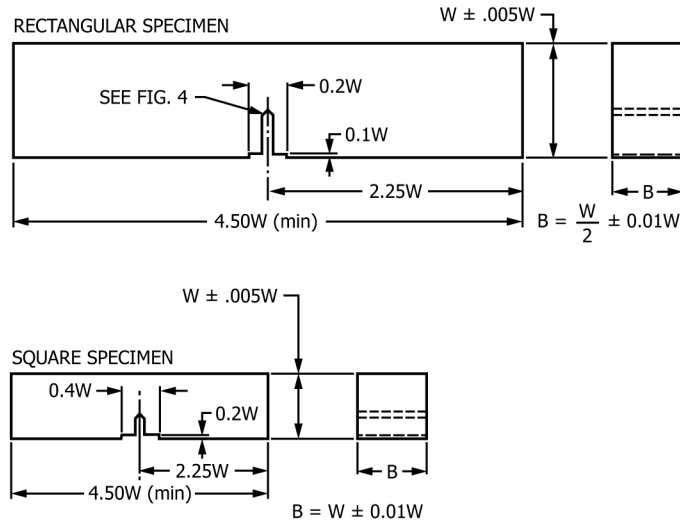 W ± .005W
RECTANGULAR SPECIMEN
SEE FIG. 4
0.2W
0.1W
2.25W
B
4.50W (min)
B = W/2 ± 0.01W
W ± .005W
SQUARE SPECIMEN
0.4W
0.2W
2.25W
B
4.50W (min)
B = W ± 0.01W